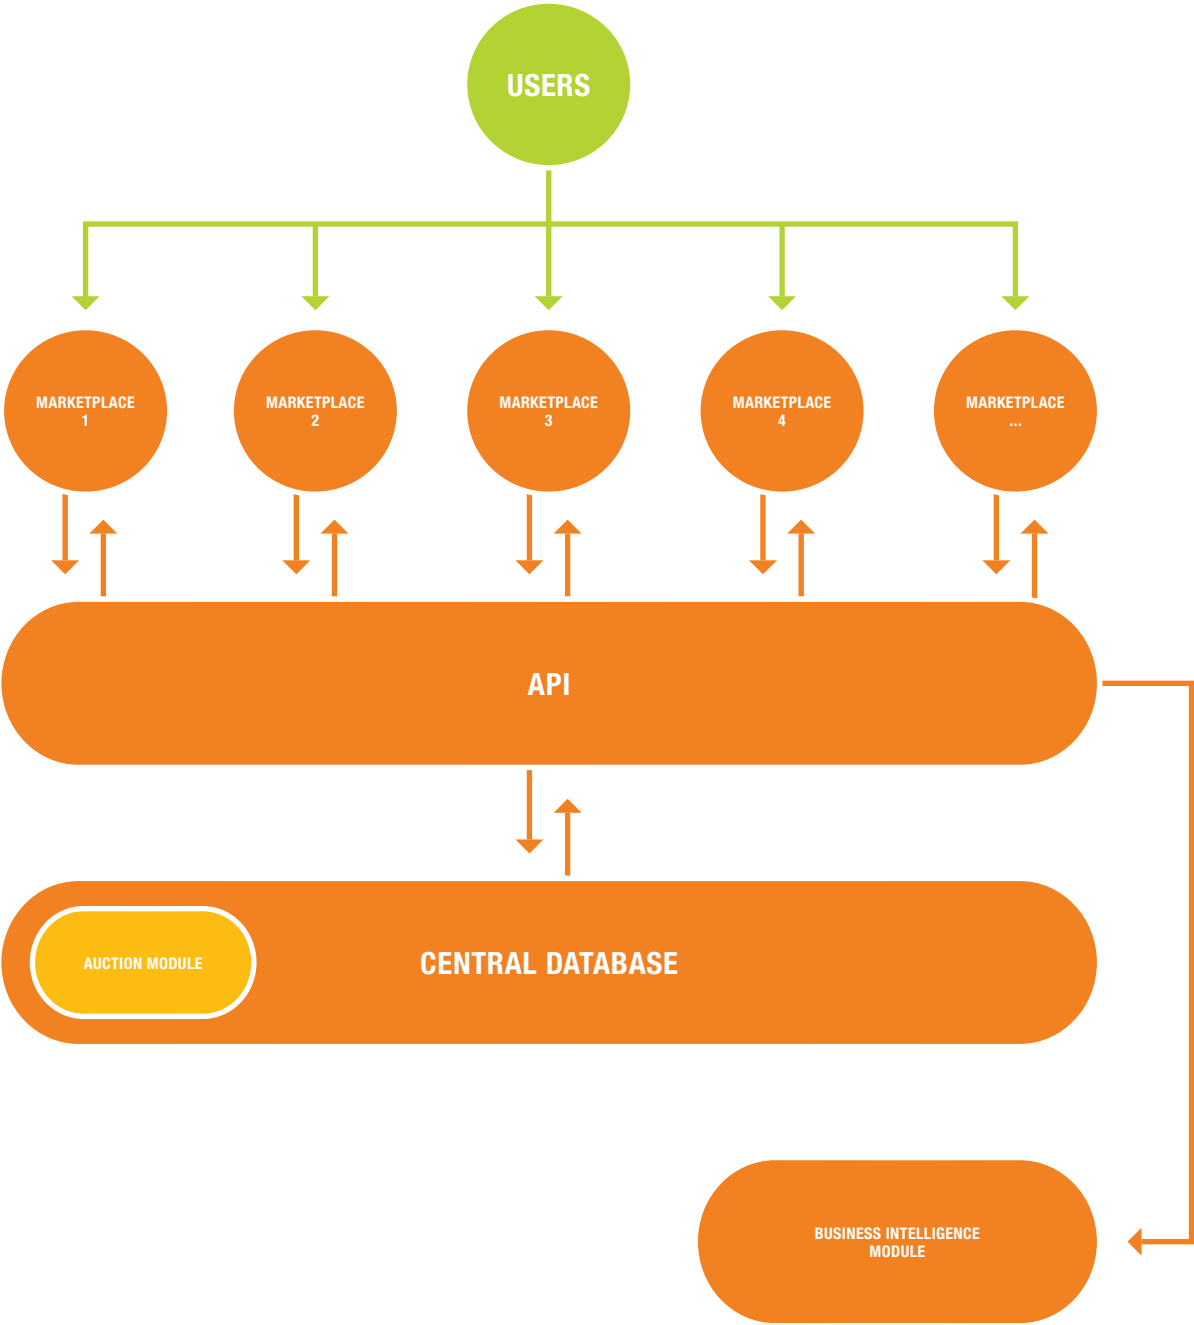 USERS
MARKETPLACE
1
MARKETPLACE
2
MARKETPLACE
3
MARKETPLACE
4
MARKETPLACE
...
API
AUCTION MODULE
CENTRAL DATABASE
BUSINESS INTELLIGENCE
MODULE